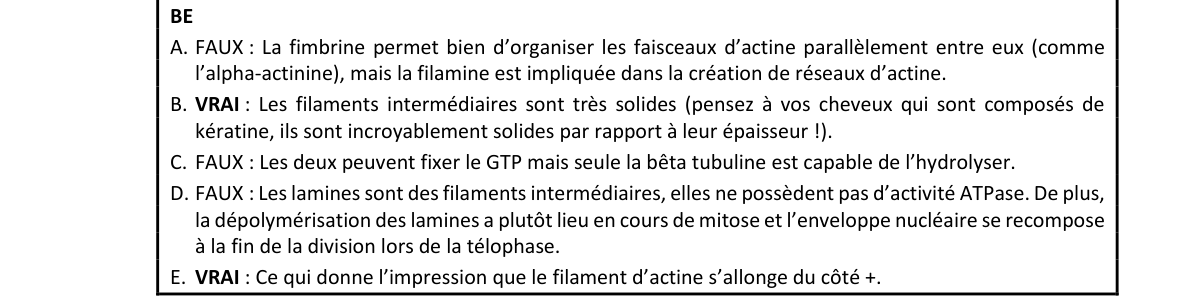 BE
A. FAUX : La fimbrine permet bien d’organiser les faisceaux d’actine parallèlement entre eux (comme
l’alpha-actinine), mais la filamine est impliquée dans la création de réseaux d’actine.
B. VRAI : Les filaments intermédiaires sont très solides (pensez à vos cheveux qui sont composés de
kératine, ils sont incroyablement solides par rapport à leur épaisseur !).
C. FAUX : Les deux peuvent fixer le GTP mais seule la bêta tubuline est capable de l’hydrolyser.
D. FAUX : Les lamines sont des filaments intermédiaires, elles ne possèdent pas d’activité ATPase. De plus,
la dépolymérisation des lamines a plutôt lieu en cours de mitose et l’enveloppe nucléaire se recompose
à la fin de la division lors de la télophase.
E. VRAI : Ce qui donne l’impression que le filament d’actine s’allonge du côté +.